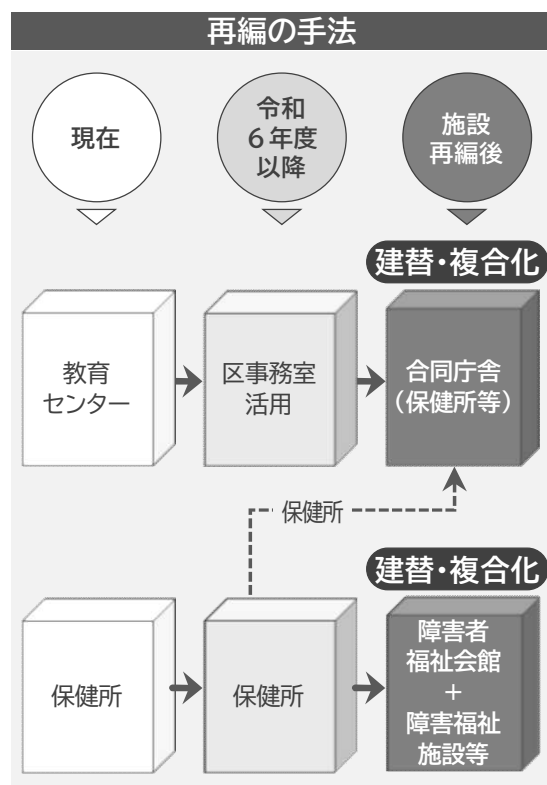 再編の手法
現在
令和
6年度
以降
施設
再編後
建替・複合化
教育
センター
区事務室
活用
合同庁舎
（保健所等）
保健所
建替・複合化
保健所
保健所
障害者
福祉会館
+
障害福祉
施設等